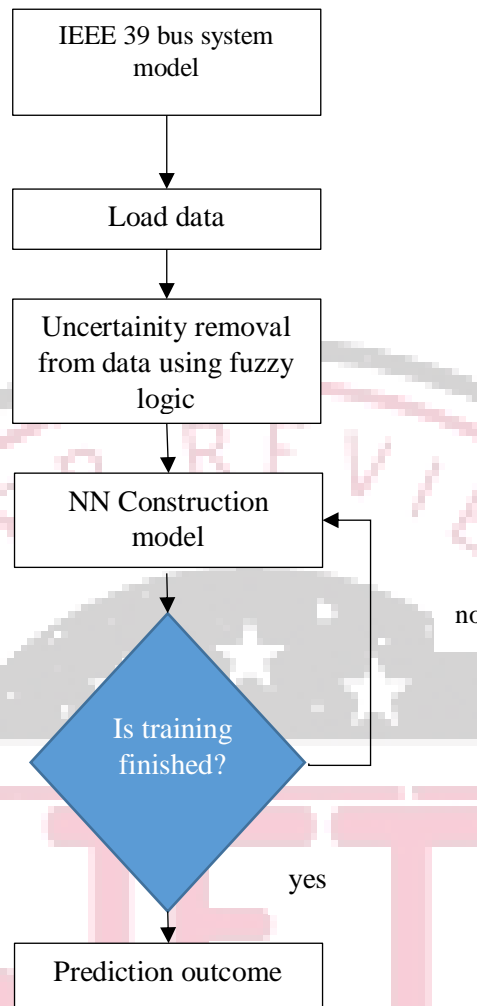 IEEE 39 bus system
model
Load data
Uncertainity removal
from data using fuzzy
logic
NN Construction
model
no
Is training
finished?
yes
Prediction outcome